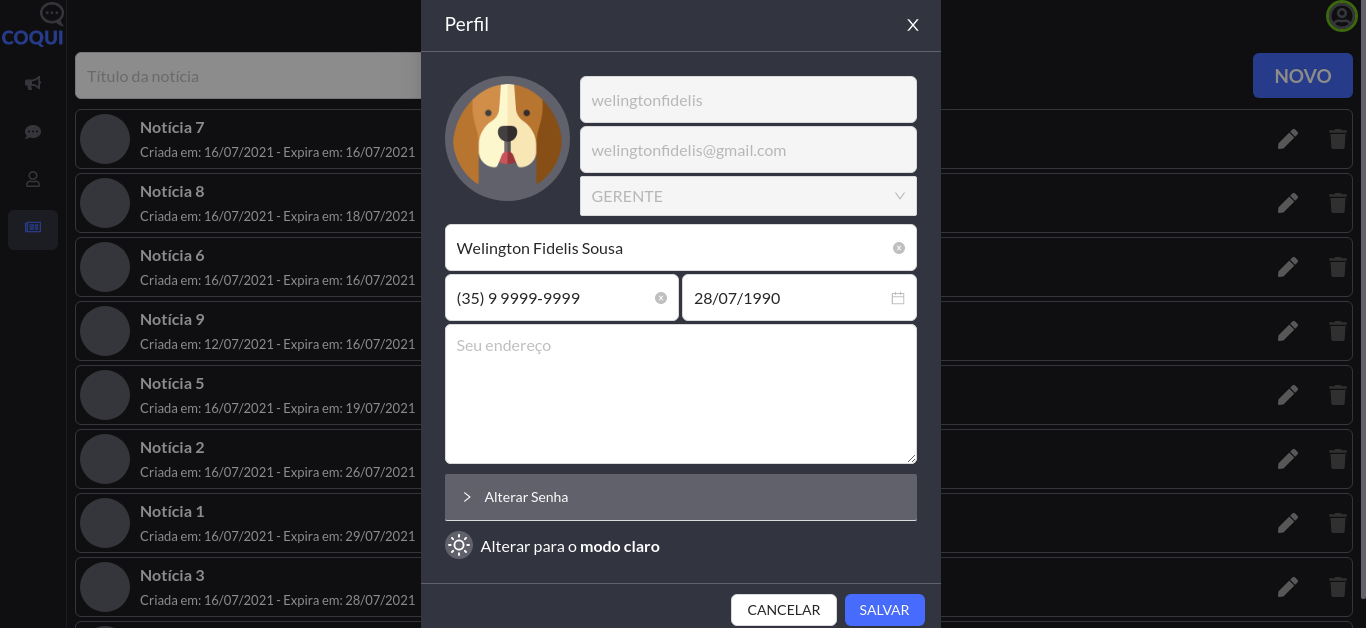 COQUI
Título da notícia
NOVO
Notícia 7
Criada em: 16/07/2021 - Expira em: 16/07/2021
Notícia 8
Criada em: 16/07/2021 - Expira em: 18/07/2021
Notícia 6
Criada em: 16/07/2021 - Expira em: 16/07/2021
Notícia 9
Criada em: 12/07/2021 - Expira em: 16/07/2021
Notícia 5
Criada em: 16/07/2021 - Expira em: 19/07/2021
Notícia 2
Criada em: 16/07/2021 - Expira em: 26/07/2021
Notícia 1
Criada em: 16/07/2021 - Expira em: 29/07/2021
Notícia 3
Criada em: 16/07/2021 - Expira em: 28/07/2021
Perfil
X
welingtonfidelis
welingtonfidelis@gmail.com
GERENTE
Welington Fidelis Sousa
(35) 9 9999-9999
28/07/1990
Seu endereço
Alterar Senha
Alterar para o modo claro
CANCELAR
SALVAR